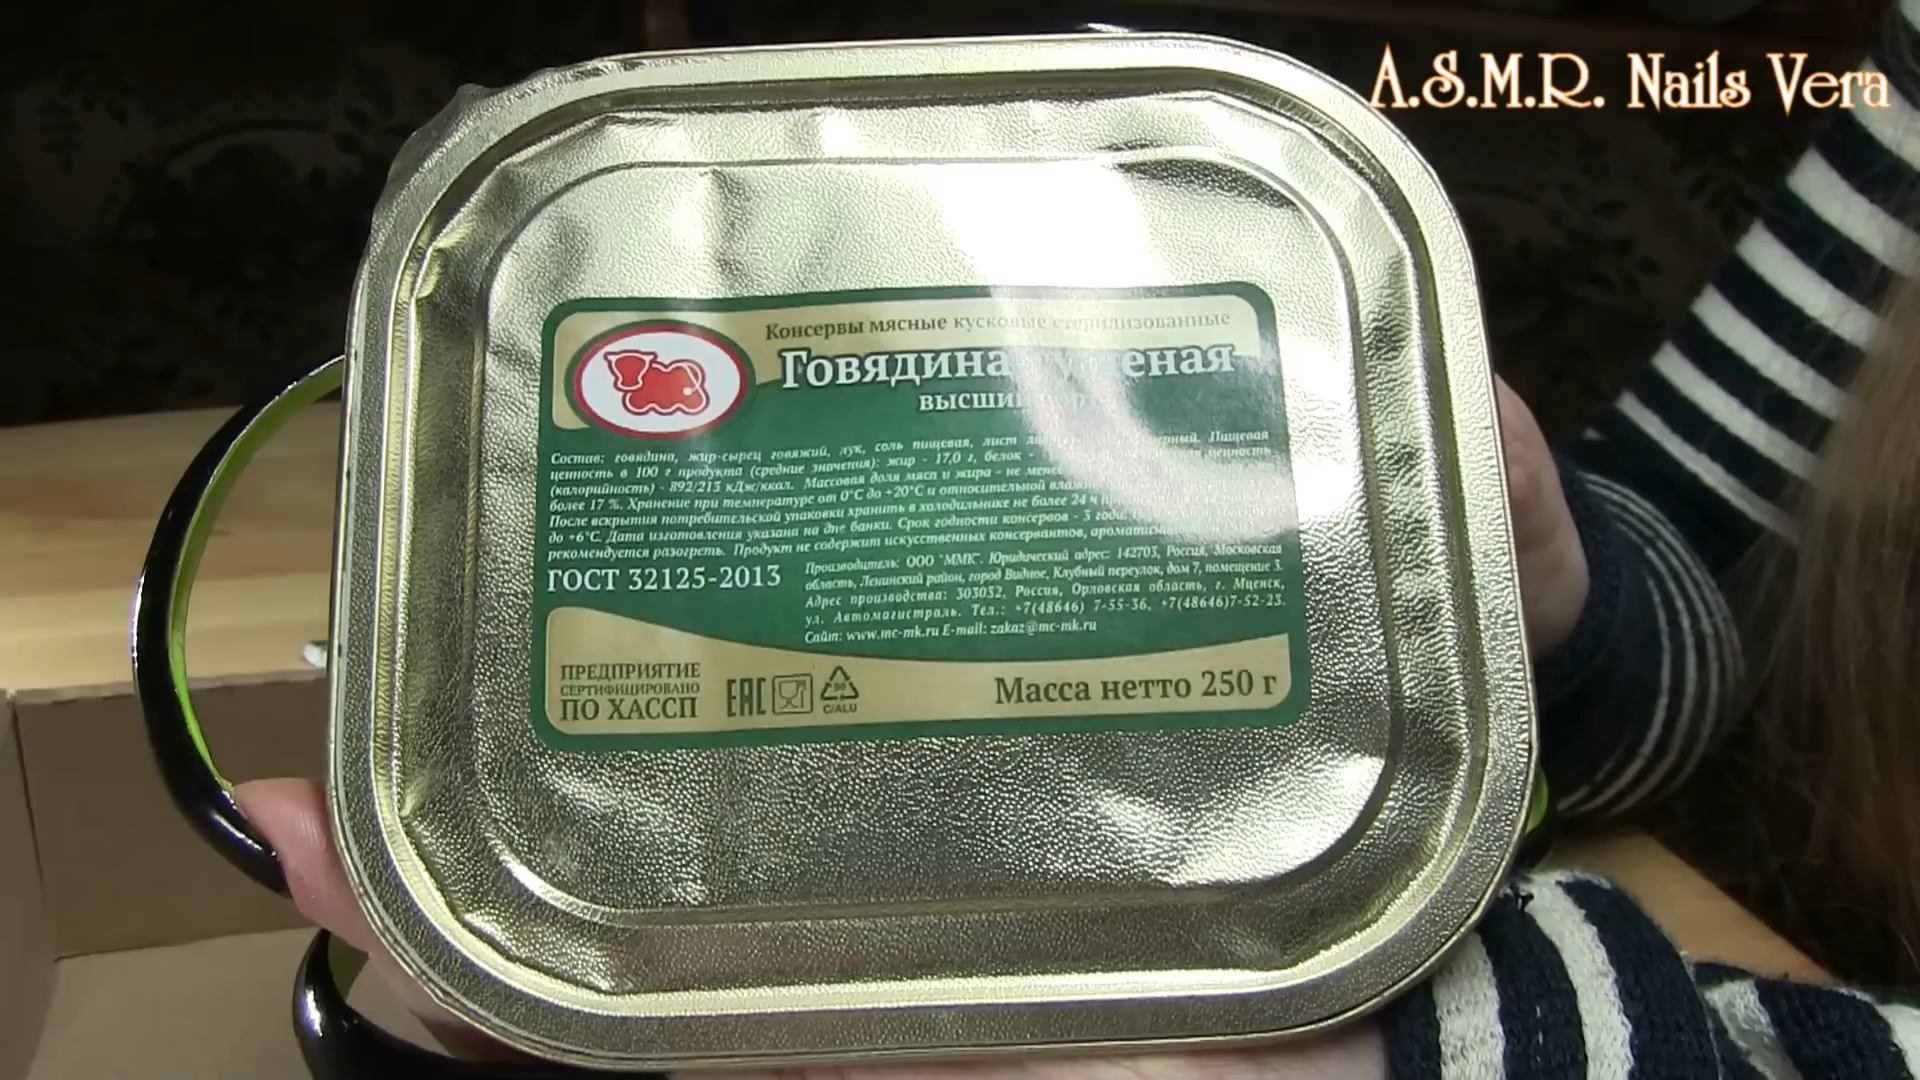 A.S.M.R. Nails Vera
Консервы мясные кусковые стерилизованные
Говядина
высший
Состав: говядина, жир-сырец говяжий, лук, соль пищевая, лист Пищевая
ценность в 100 г продукта (средние значения): жир - 17,0 г, белок - ценность
(калорийность) - 892/213 кДж/ккал. Массовая доля мяса и жира - не менее
более 17 %. Хранение при температуре от 0°С до +20°С и относительной
После вскрытия потребительской упаковки хранить в холодильнике не более 24 ч
до +6°С. Дата изготовления указана на дне банки. Срок годности консервов - 3 года.
рекомендуется разогреть. Продукт не содержит искусственных консервантов,
ГОСТ 32125-2013
Производитель: ООО "ММК". Юридический адрес: 142703, Россия, Московская
область, Ленинский район, город Видное, Клубный переулок, дом 7, помещение 3.
Адрес производства: 303032, Россия, Орловская область, г. Мценск,
ул. Автомагистраль. Тел.: +7(48646) 7-55-36, +7(48646)7-52-23.
Сайт: www.mc-mk.ru E-mail: zakaz@mc-mk.ru
ПРЕДПРИЯТИЕ
СЕРТИФИЦИРОВАНО
ПО ХАССП
ЕАС
C/ALU
Масса нетто 250 г